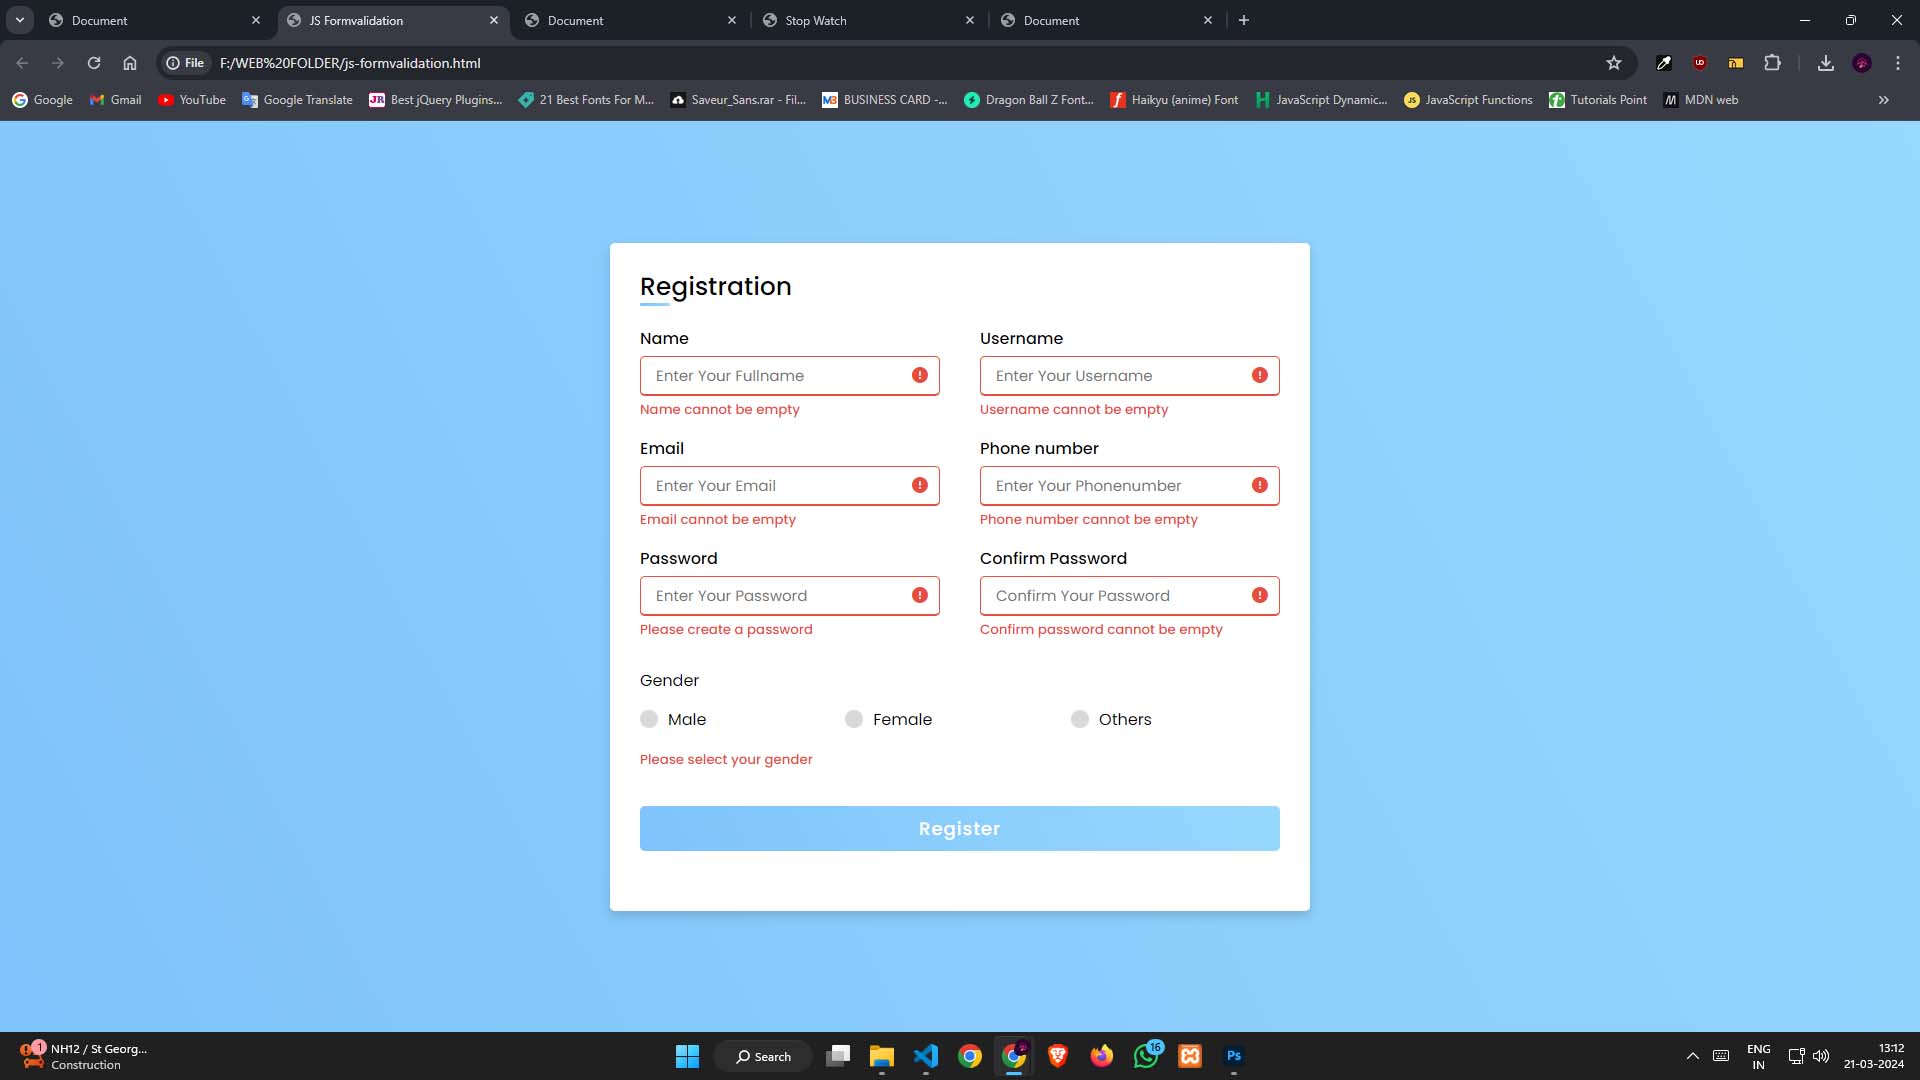 Document
JS Formvalidation
Document
Stop Watch
Document
File F:/WEB%20FOLDER/js-formvalidation.html
Google Gmail YouTube Google Translate Best jQuery Plugins... 21 Best Fonts For M... Saveur_Sans.rar - Fil... BUSINESS CARD -... Dragon Ball Z Font... Haikyu (anime) Font JavaScript Dynamic... JavaScript Functions Tutorials Point MDN web
Registration
Name Username
Enter Your Fullname Enter Your Username
Name cannot be empty Username cannot be empty
Email Phone number
Enter Your Email Enter Your Phonenumber
Email cannot be empty Phone number cannot be empty
Password Confirm Password
Enter Your Password Confirm Your Password
Please create a password Confirm password cannot be empty
Gender
Male Female Others
Please select your gender
Register
1 NH12 / St Georg...
Construction
Search
16
Ps
ENG
IN
13:12
21-03-2024